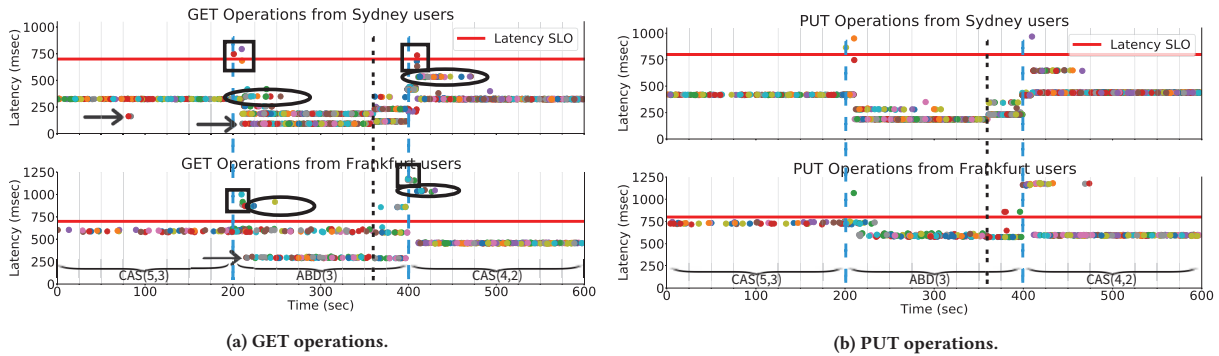 GET Operations from Sydney users
1000
750
500
250
0
Latency (msec)
Latency SLO
GET Operations from Frankfurt users
1250
1000
750
500
250
0
Latency (msec)
CAS(5,3)
ABD(3)
CAS(4,2)
0 100 200 300 400 500 600
Time (sec)
(a) GET operations.
PUT Operations from Sydney users
1000
750
500
250
0
Latency (msec)
Latency SLO
PUT Operations from Frankfurt users
1250
1000
750
500
250
0
Latency (msec)
CAS(5,3)
ABD(3)
CAS(4,2)
0 100 200 300 400 500 600
Time (sec)
(b) PUT operations.